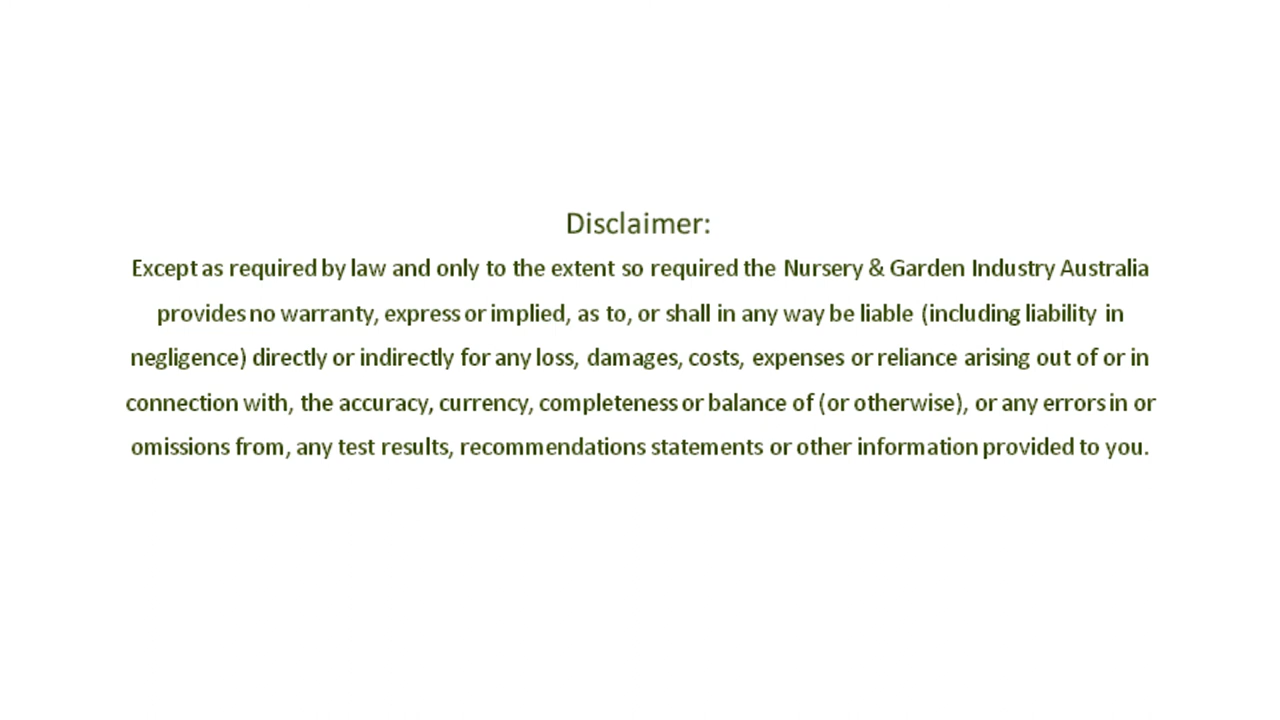 Disclaimer:
Except as required by law and only to the extent so required the Nursery & Garden Industry Australia
provides no warranty, express or implied, as to, or shall in any way be liable (including liability in
negligence) directly or indirectly for any loss, damages, costs, expenses or reliance arising out of or in
connection with, the accuracy, currency, completeness or balance of (or otherwise), or any errors in or
omissions from, any test results, recommendations statements or other information provided to you.